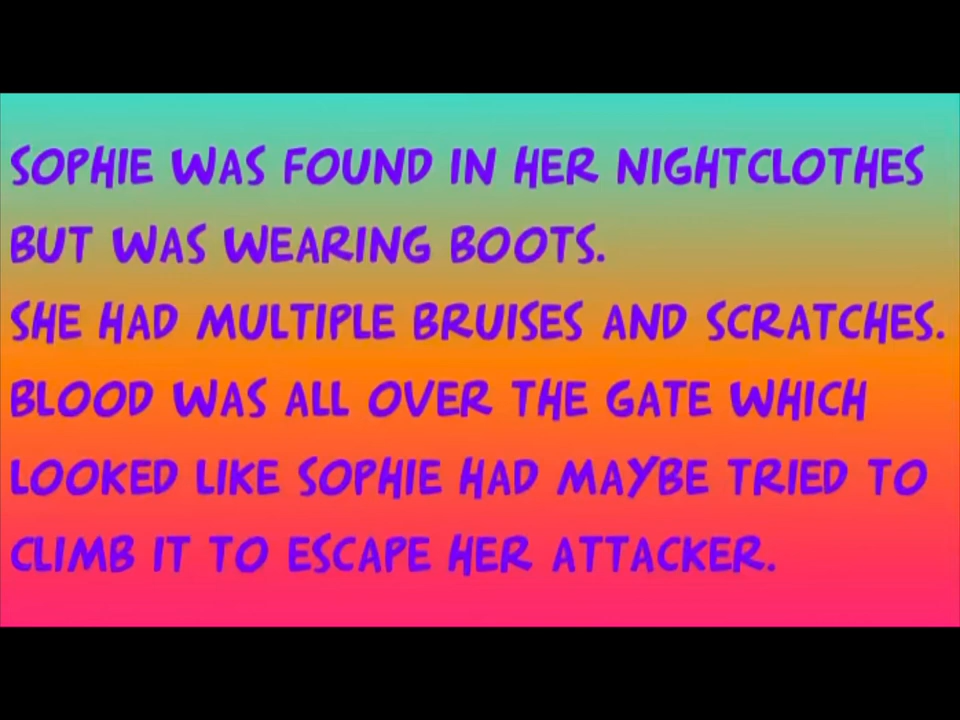 SOPHIE WAS FOUND IN HER NIGHTCLOTHES
BUT WAS WEARING BOOTS.
SHE HAD MULTIPLE BRUISES AND SCRATCHES.
BLOOD WAS ALL OVER THE GATE WHICH
LOOKED LIKE SOPHIE HAD MAYBE TRIED TO
CLIMB IT TO ESCAPE HER ATTACKER.